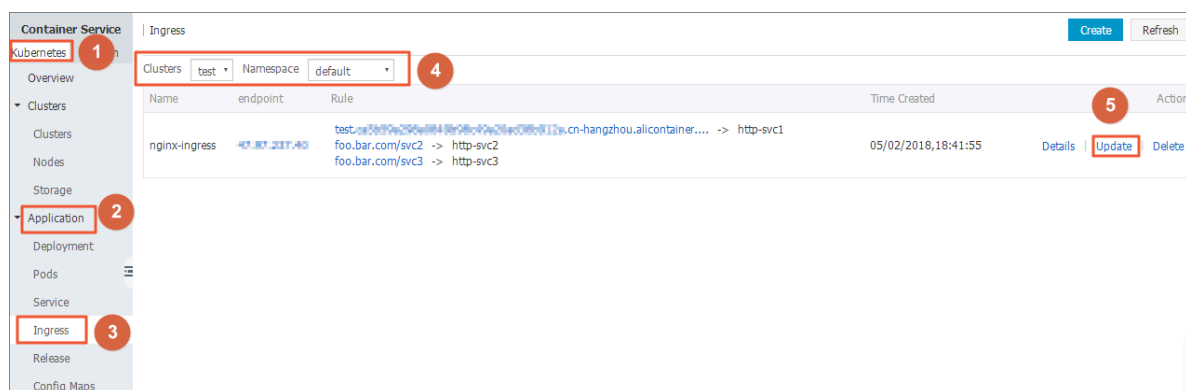 Container Service
Ingress
Create
Refresh
Kubernetes
1
Clusters test Namespace default
4
Overview
Name endpoint Rule Time Created Action
5
Clusters
test. .cn-hangzhou.alicontainer.... -> http-svc1
Clusters
nginx-ingress
foo.bar.com/svc2 -> http-svc2
05/02/2018,18:41:55
Details Update Delete
foo.bar.com/svc3 -> http-svc3
Nodes
Storage
Application
2
Deployment
Pods
Service
Ingress
3
Release
Config Maps